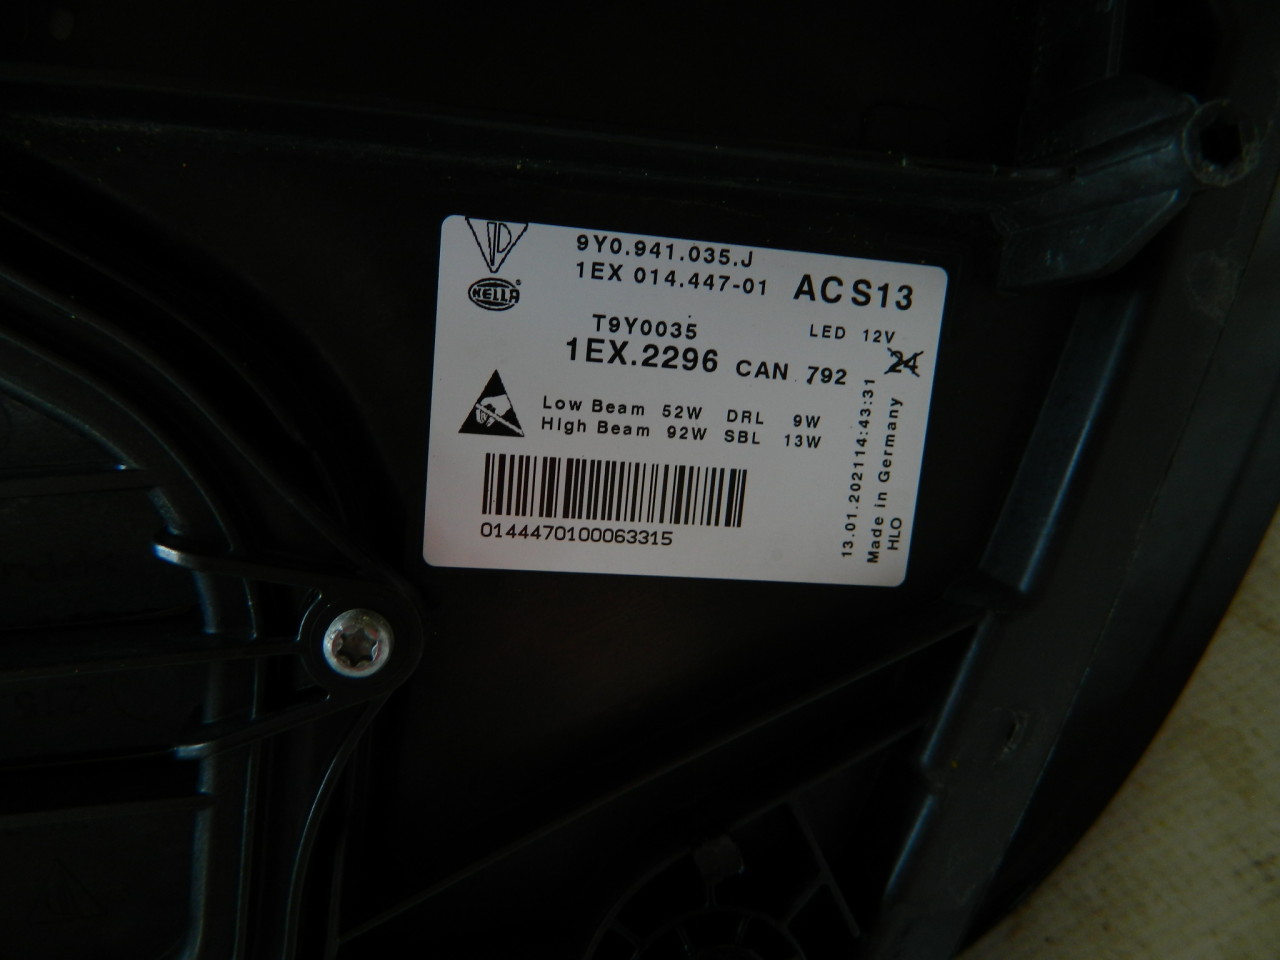 9Y0.941.035.J
1EX 014.447-01
ACS13
HELLA
T9Y0035
LED 12V
1EX.2296 CAN 792
24
Low Beam 52W DRL 9W
High Beam 92W SBL 13W
0144470100063315
13.01.202114:43:31
Made in Germany
HLO